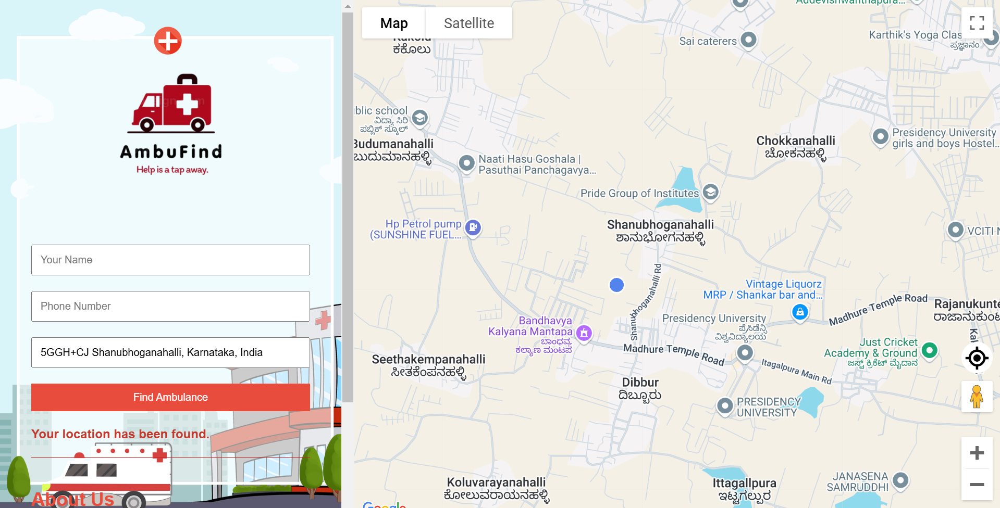 AmbuFind
Help is a tap away.
Your Name
Phone Number
5GGH+CJ Shanubhoganahalli, Karnataka, India
Find Ambulance
Your location has been found.
About Us
Map
Satellite
ಕಕೊಲು
Sai caterers
Karthik's Yoga Clas
ಪ್ರಜ್ಞಾನಂ
blic school
ವಿದ್ಯಾ ಸಿರಿ
ಪಬ್ಲಿಕ್ ಸ್ಕೂಲ್
Budumanahalli
ಬುದುಮಾನಹಳ್ಳಿ
Naati Hasu Goshala |
Pasuthai Panchagavya...
Chokkanahalli
ಚೋಕನಹಳ್ಳಿ
Presidency University
girls and boys Hostel...
Pride Group of Institutes
Hp Petrol pump
(SUNSHINE FUEL...
Shanubhoganahalli
ಶಾನುಭೋಗನಹಳ್ಳಿ
VCITI
Shanubhoganahalli Rd
Vintage Liquorz
MRP / Shankar bar and...
Madhure Temple Road
Rajanukunte
ರಾಜಾನುಕುಂಟ
Bandhavya
Kalyana Mantapa
ಬಾಂಧವ್ಯ
ಕಲ್ಯಾಣ ಮಂಟಪ
Presidency University
ಪ್ರೆಸಿಡೆನ್ಸಿ
ವಿಶ್ವವಿದ್ಯಾಲಯ
Just Cricket
Academy & Ground
ಜಸ್ಟ್ ಕ್ರಿಕೆಟ್ ಮೈದಾನ
Madhure Temple Road
Itagalpura Main Rd
Seethakempanahalli
ಸೀತಕೆಂಪನಹಳ್ಳಿ
Dibbur
ದಿಬ್ಬೂರು
PRESIDENCY
UNIVERSITY
Koluvarayanahalli
ಕೋಲುವರಾಯನಹಳ್ಳಿ
Ittagallpura
ಇಟ್ಟಗಲ್ಪುರ
JANASENA
SAMRUDDHI
Google